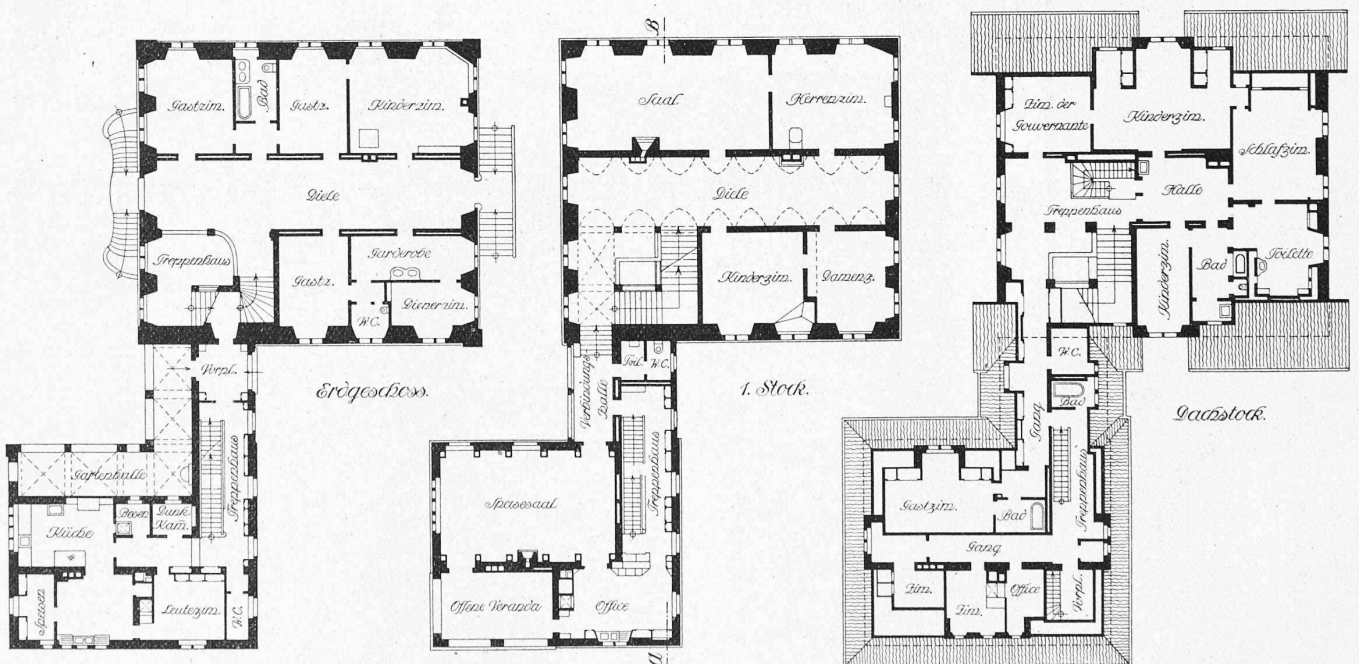 Gastzim.
Bad
Gastz.
Kinderzim.
Diele
Treppenhaus
Gastz.
Garderobe
W.C.
Dienerzim.
Vorpl.
Erdgeschoss.
Gartenhalle
Treppenhaus
Küche
Besen
Dunk.
Kam.
Speisen
Leutezim.
W.C.
B
Saal
Herrenzim.
Diele
Kinderzim.
Damenz.
Verbindungs
Halle
Toil.
W.C.
1. Stock.
Treppenhaus
Speisesaal
Offene Veranda
Office
A
Zim. der
Gouvernante
Kinderzim.
Schlafzim.
Halle
Treppenhaus
Kinderzim.
Bad
Toilette
W.C.
Bad
Gang
Dachstock.
Treppenhaus
Gastzim.
Bad
Gang
Zim.
Zim.
Office
Vorpl.